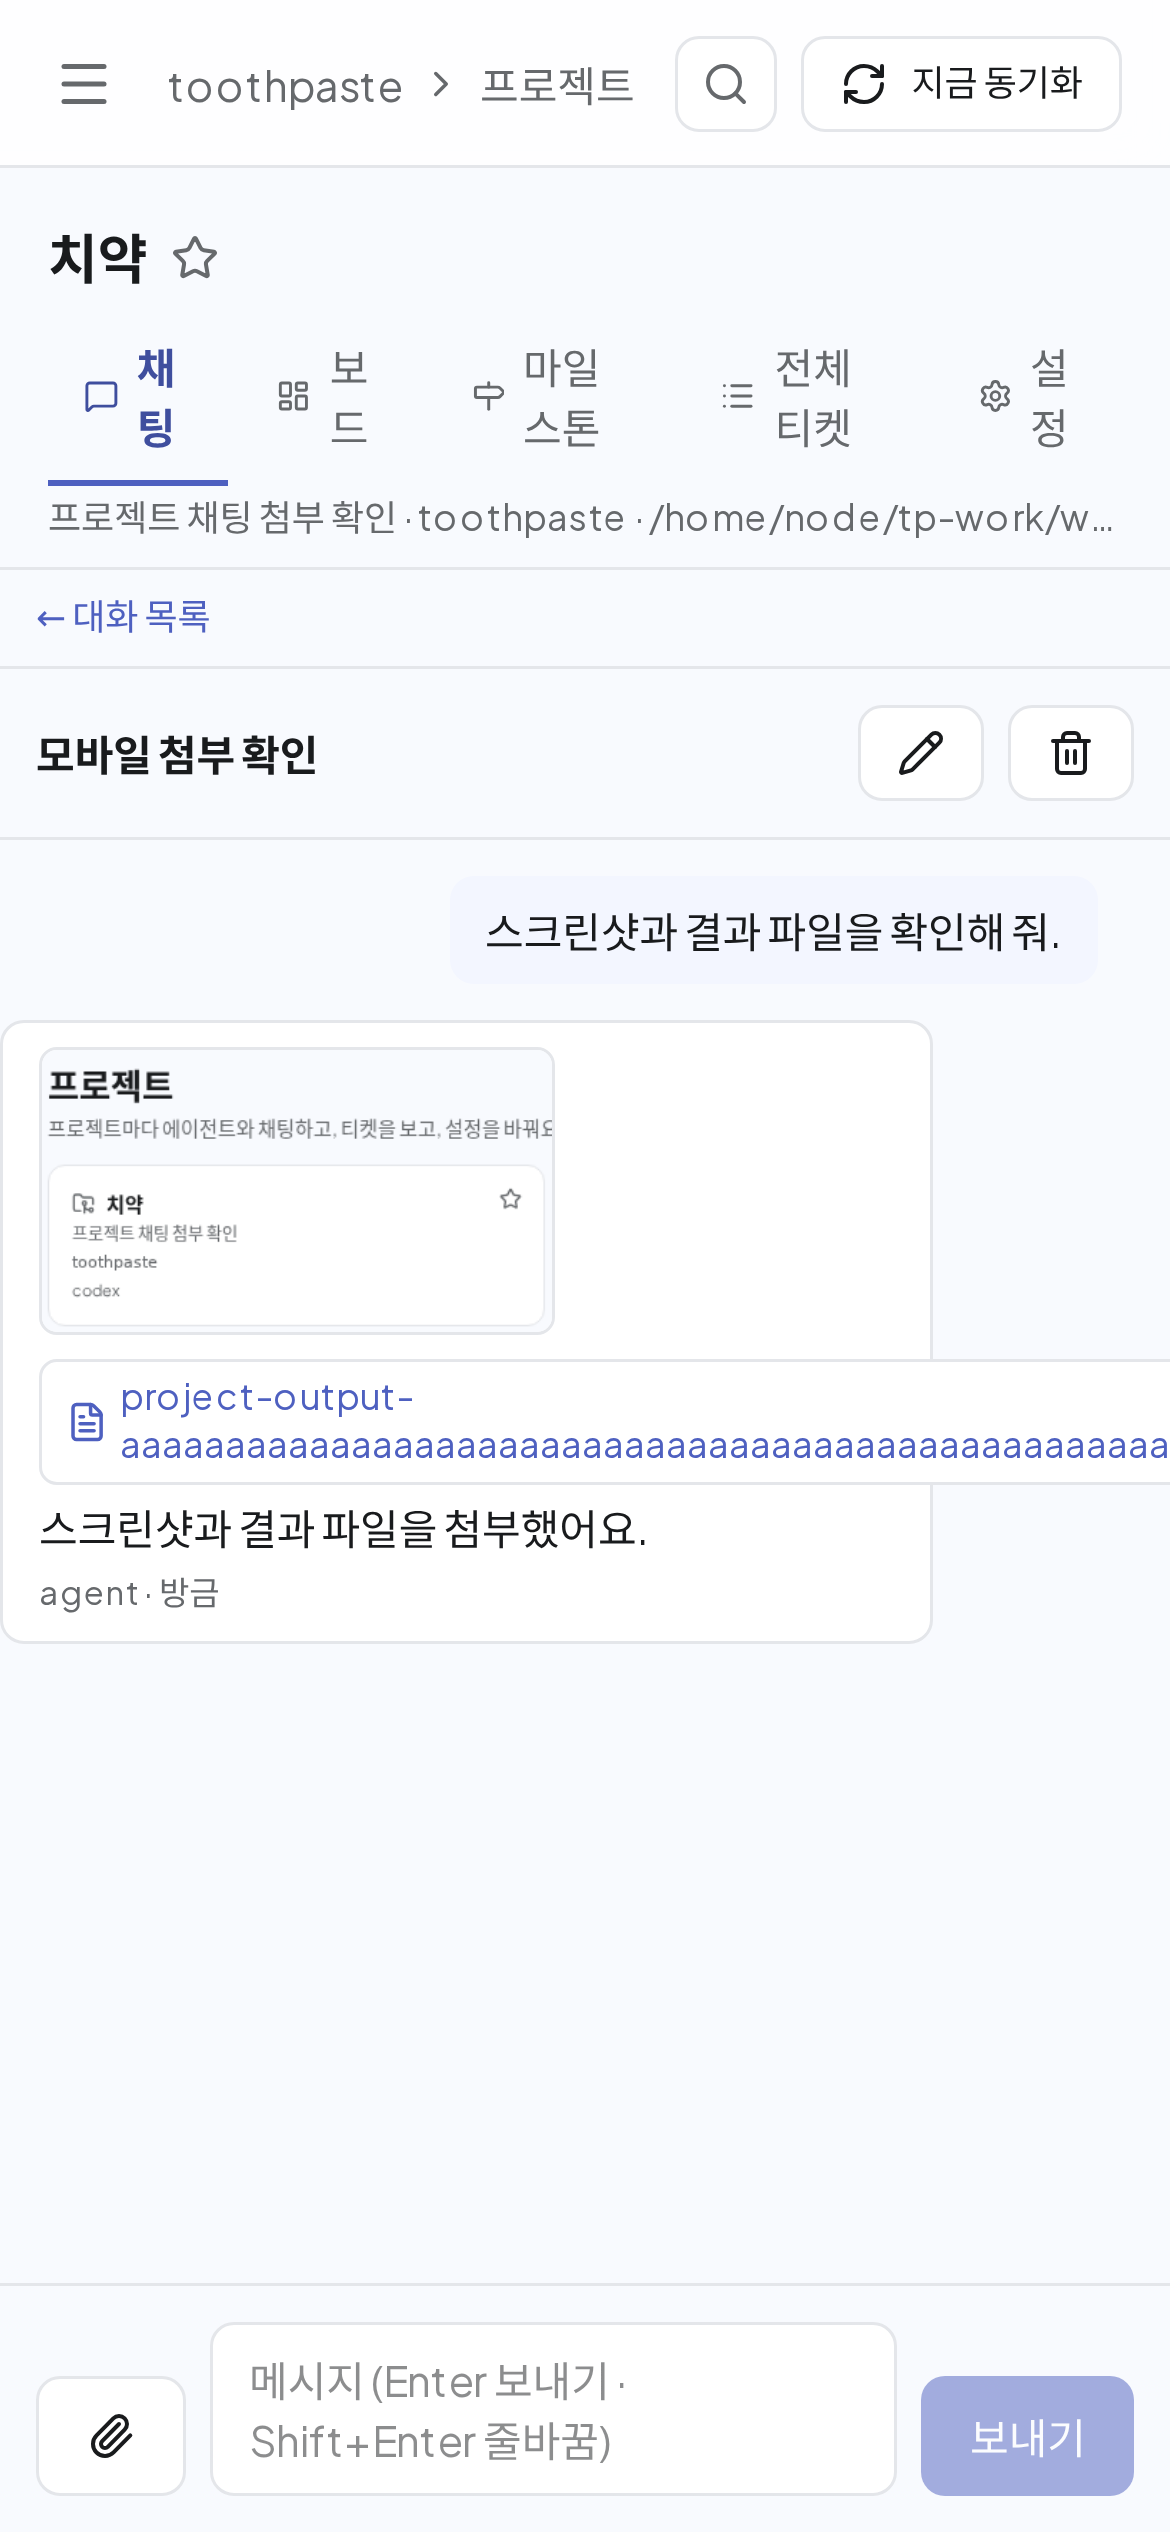 toothpaste > 프로젝트
지금 동기화
치약
채팅
보드
마일스톤
전체 티켓
설정
프로젝트 채팅 첨부 확인 · toothpaste · /home/node/tp-work/w...
← 대화 목록
모바일 첨부 확인
스크린샷과 결과 파일을 확인해 줘.
프로젝트
프로젝트마다 에이전트와 채팅하고, 티켓을 보고, 설정을 바꿔요
치약
프로젝트 채팅 첨부 확인
toothpaste
codex
project-output-
aaaaaaaaaaaaaaaaaaaaaaaaaaaaaaaaaaaaaaaaaaaaaaaaaa
스크린샷과 결과 파일을 첨부했어요.
agent · 방금
메시지 (Enter 보내기 ·
Shift+Enter 줄바꿈)
보내기